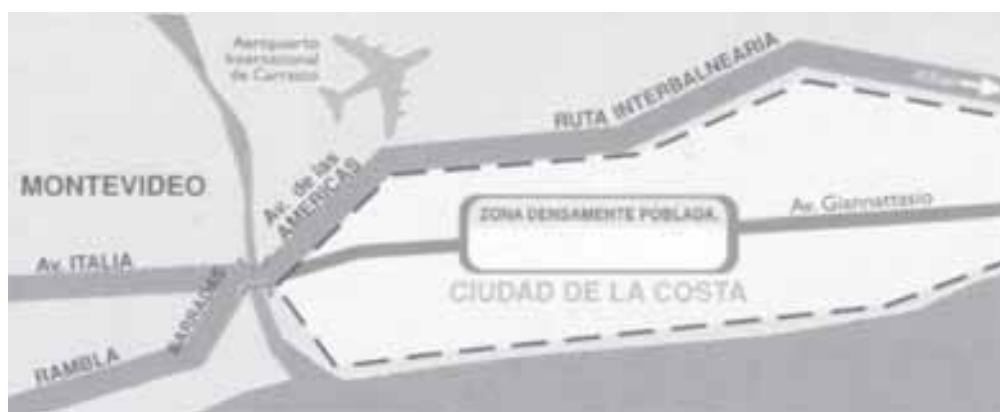 Aeropuerto
Internacional
de Carrasco
RUTA INTERBALNEARIA
MONTEVIDEO
Av. de las
AMERICAS
ZONA DENSAMENTE POBLADA.
Av. Giannattasio
Av. ITALIA
CIUDAD DE LA COSTA
BARRADAS
RAMBLA